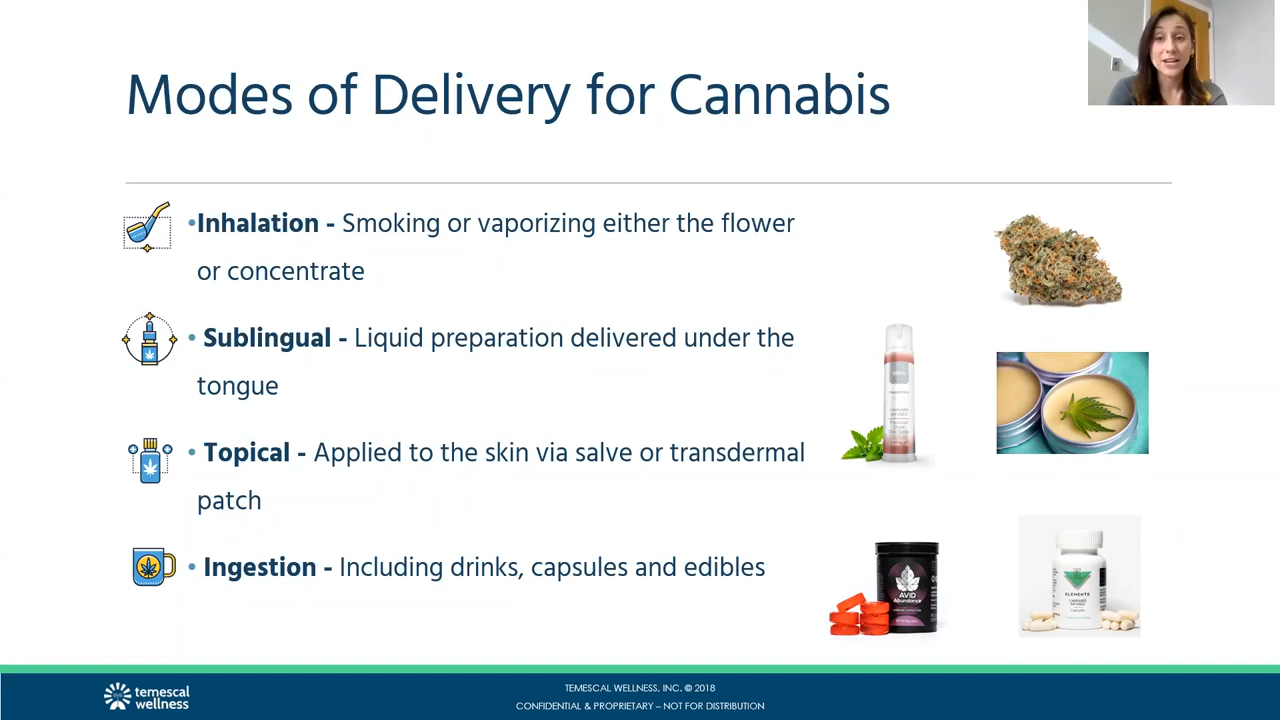 Modes of Delivery for Cannabis
•Inhalation - Smoking or vaporizing either the flower
or concentrate
• Sublingual - Liquid preparation delivered under the
tongue
• Topical - Applied to the skin via salve or transdermal
patch
• Ingestion - Including drinks, capsules and edibles
AVID
Abundance
ELEMENTS
temescal
wellness
TEMESCAL WELLNESS, INC. © 2018
CONFIDENTIAL & PROPRIETARY – NOT FOR DISTRIBUTION